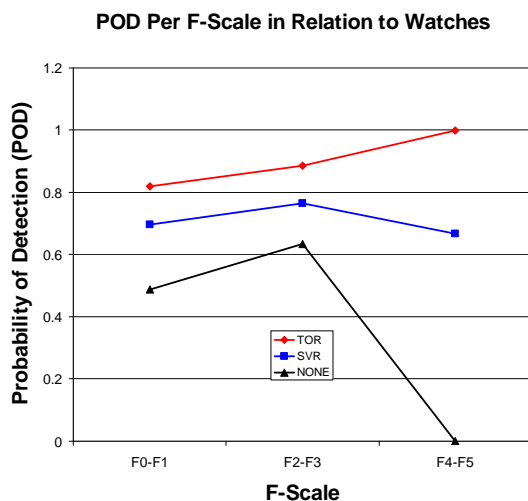 POD Per F-Scale in Relation to Watches
1.2
1
0.8
0.6
0.4
0.2
0
Probability of Detection (POD)
TOR
SVR
NONE
F0-F1 F2-F3 F4-F5
F-Scale